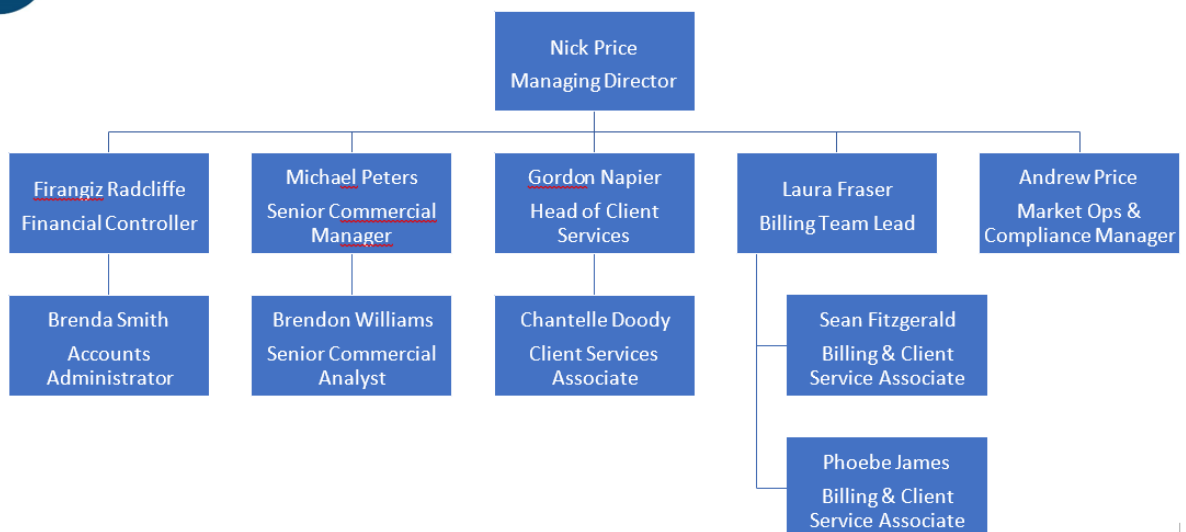 Nick Price
Managing Director
Firangiz Radcliffe
Financial Controller
Michael Peters
Senior Commercial
Manager
Gordon Napier
Head of Client
Services
Laura Fraser
Billing Team Lead
Andrew Price
Market Ops &
Compliance Manager
Brenda Smith
Accounts
Administrator
Brendon Williams
Senior Commercial
Analyst
Chantelle Doody
Client Services
Associate
Sean Fitzgerald
Billing & Client
Service Associate
Phoebe James
Billing & Client
Service Associate